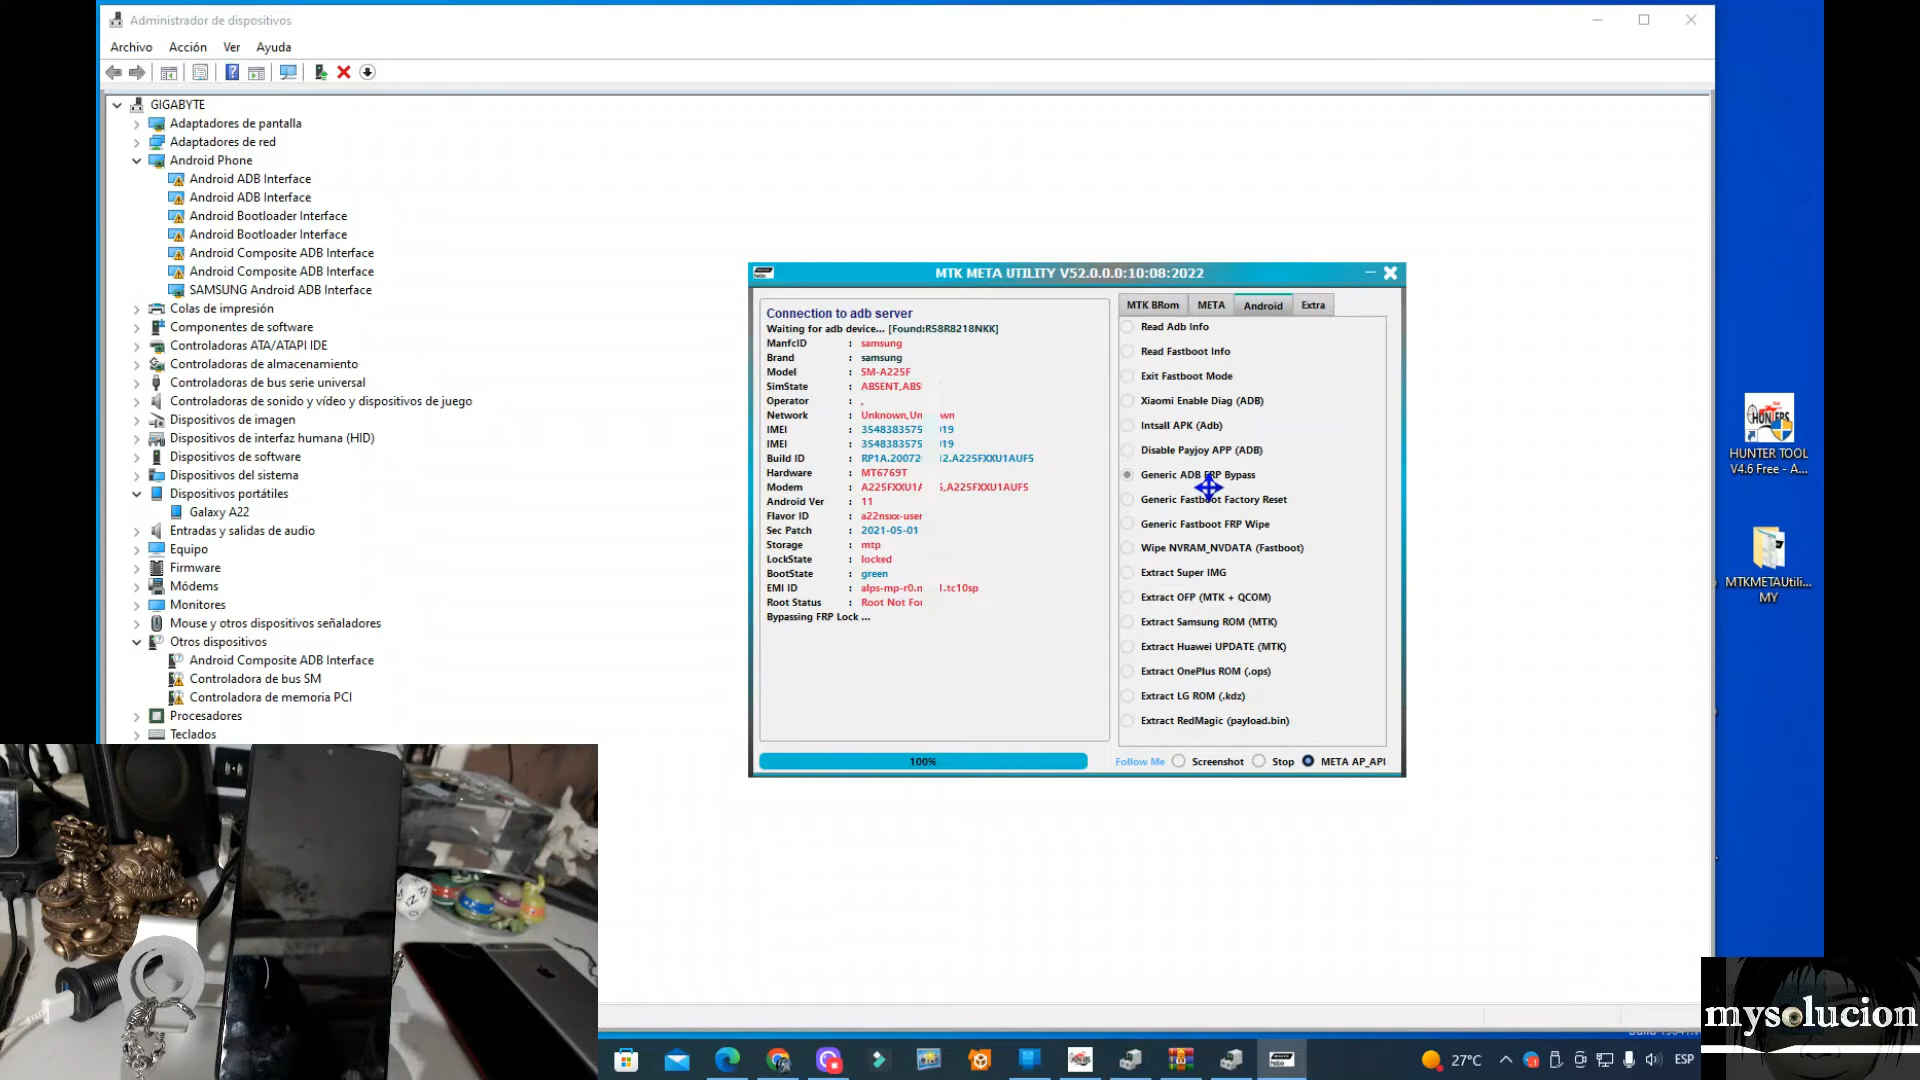 Administrador de dispositivos
Archivo Acción Ver Ayuda
GIGABYTE
Adaptadores de pantalla
Adaptadores de red
Android Phone
Android ADB Interface
Android ADB Interface
Android Bootloader Interface
Android Bootloader Interface
Android Composite ADB Interface
Android Composite ADB Interface
SAMSUNG Android ADB Interface
Colas de impresión
Componentes de software
Controladoras ATA/ATAPI IDE
Controladoras de almacenamiento
Controladoras de bus serie universal
Controladoras de sonido y vídeo y dispositivos de juego
Dispositivos de imagen
Dispositivos de interfaz humana (HID)
Dispositivos de software
Dispositivos del sistema
Dispositivos portátiles
Galaxy A22
Entradas y salidas de audio
Equipo
Firmware
Módems
Monitores
Mouse y otros dispositivos señaladores
Otros dispositivos
Android Composite ADB Interface
Controladora de bus SM
Controladora de memoria PCI
Procesadores
Teclados
MTK META UTILITY V52.0.0.0:10:08:2022
Connection to adb server
Waiting for adb device... [Found:R58R8218NKK]
ManfcID : samsung
Brand : samsung
Model : SM-A225F
SimState : ABSENT,ABS
Operator : ,
Network : Unknown,Un wn
IMEI : 3548383575 19
IMEI : 3548383575 19
Build ID : RP1A.20072 2.A225FXXU1AUF5
Hardware : MT6769T
Modem : A225FXXU1A 5,A225FXXU1AUF5
Android Ver : 11
Flavor ID : a22nsxx-user
Sec Patch : 2021-05-01
Storage : mtp
LockState : locked
BootState : green
EMI ID : alps-mp-r0.m 1.tc10sp
Root Status : Root Not Fo
Bypassing FRP Lock ...
100%
MTK BRom META Android Extra
Read Adb Info
Read Fastboot Info
Exit Fastboot Mode
Xiaomi Enable Diag (ADB)
Intsall APK (Adb)
Disable Payjoy APP (ADB)
Generic ADB FRP Bypass
Generic Fastboot Factory Reset
Generic Fastboot FRP Wipe
Wipe NVRAM_NVDATA (Fastboot)
Extract Super IMG
Extract OFP (MTK + QCOM)
Extract Samsung ROM (MTK)
Extract Huawei UPDATE (MTK)
Extract OnePlus ROM (.ops)
Extract LG ROM (.kdz)
Extract RedMagic (payload.bin)
Follow Me Screenshot Stop META AP_API
HUNTERS
HUNTER TOOL
V4.6 Free - A...
MTKMETAUtili...
MY
mysolucion
27°C ESP